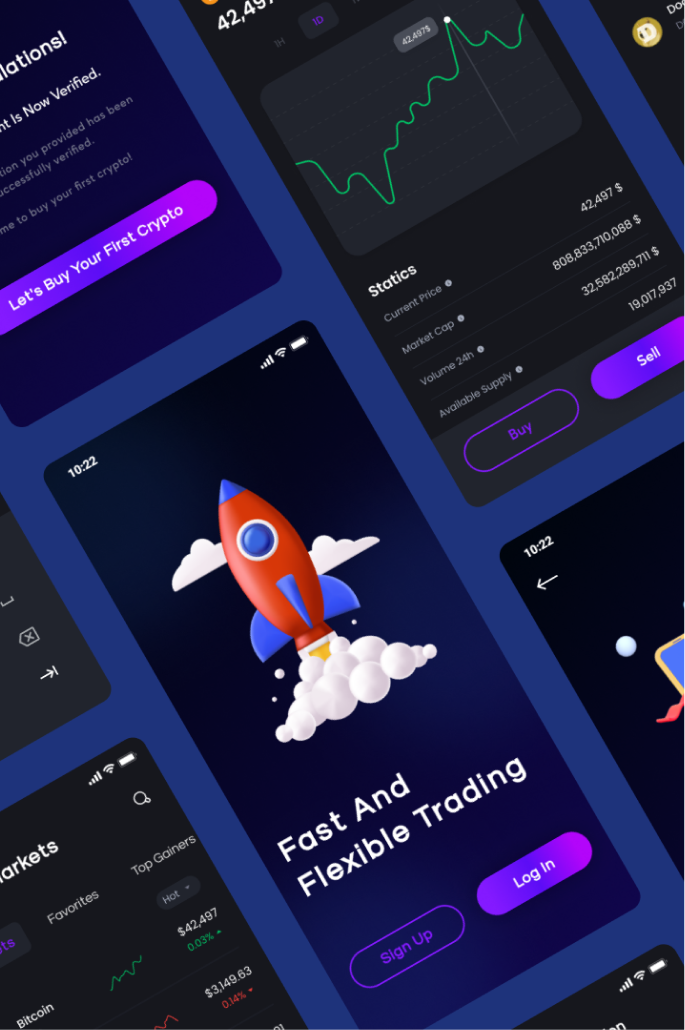 42,497
1H
1D
42,497$
Statics
Current Price
42,497 $
Market Cap
808,833,710,088 $
Volume 24h
32,582,289,711 $
Available Supply
19,017,937
Buy
Sell
nt Is Now Verified.
tion you provided has been
uccessfully verified.
me to buy your first crypto!
Let's Buy Your First Crypto
10:22
Fast And
Flexible Trading
Sign Up
Log In
10:22
arkets
Favorites
Top Gainers
Hot
Bitcoin
$42,497
0.03%
$3,149.63
0.14%